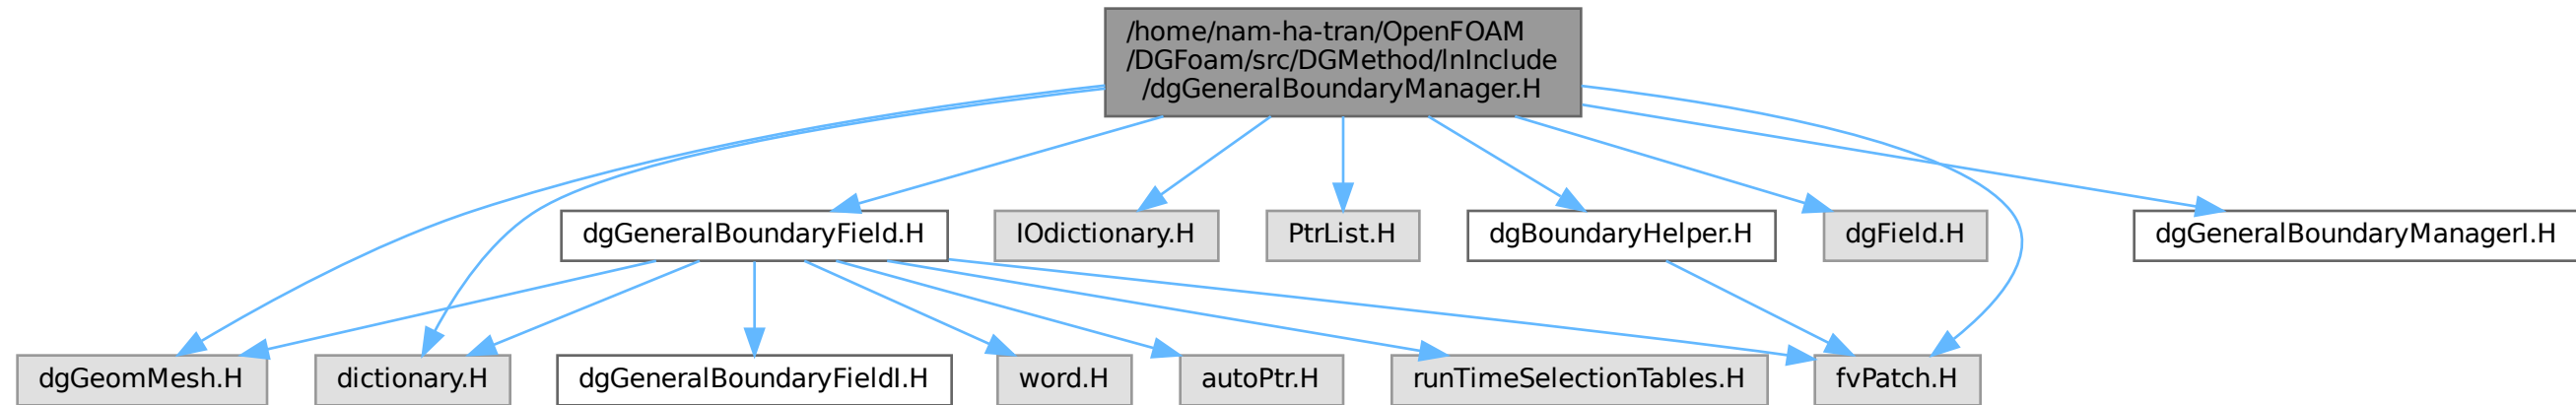 /home/nam-ha-tran/OpenFOAM
/DGFoam/src/DGMethod/lnInclude
/dgGeneralBoundaryManager.H
dgGeneralBoundaryField.H
IOdictionary.H
PtrList.H
dgBoundaryHelper.H
dgField.H
dgGeneralBoundaryManagerI.H
dgGeomMesh.H
dictionary.H
dgGeneralBoundaryFieldI.H
word.H
autoPtr.H
runTimeSelectionTables.H
fvPatch.H